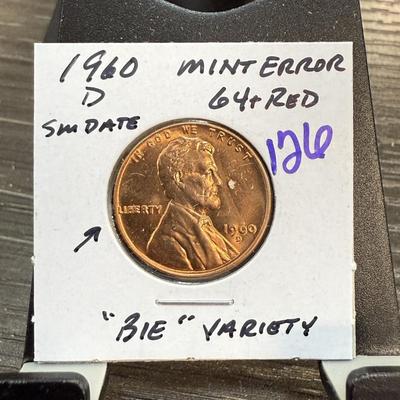 1960 MINT ERROR
D 64+ RED
SM DATE
126
IN GOD WE TRUST
LIBERTY
1960
D
"BIE" VARIETY